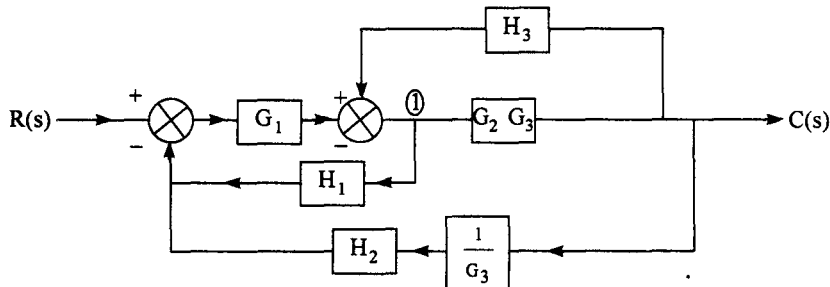 H3
+
+
①
R(s)
G1
G2 G3
C(s)
−
−
H1
H2
1
G3